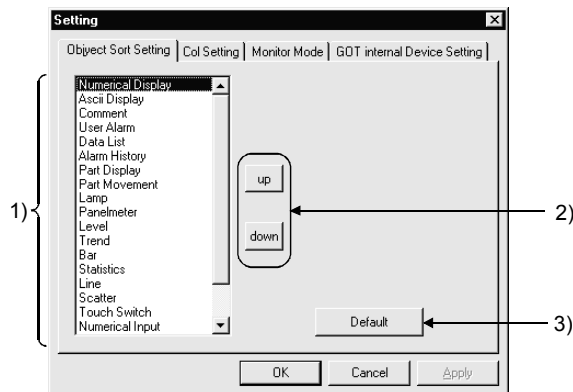 Setting
Objyect Sort Setting
Col Setting
Monitor Mode
GOT internal Device Setting
1)
Numerical Display
Ascii Display
Comment
User Alarm
Data List
Alarm History
Part Display
Part Movement
Lamp
Panelmeter
Level
Trend
Bar
Statistics
Line
Scatter
Touch Switch
Numerical Input
up
down
2)
Default
3)
OK
Cancel
Apply